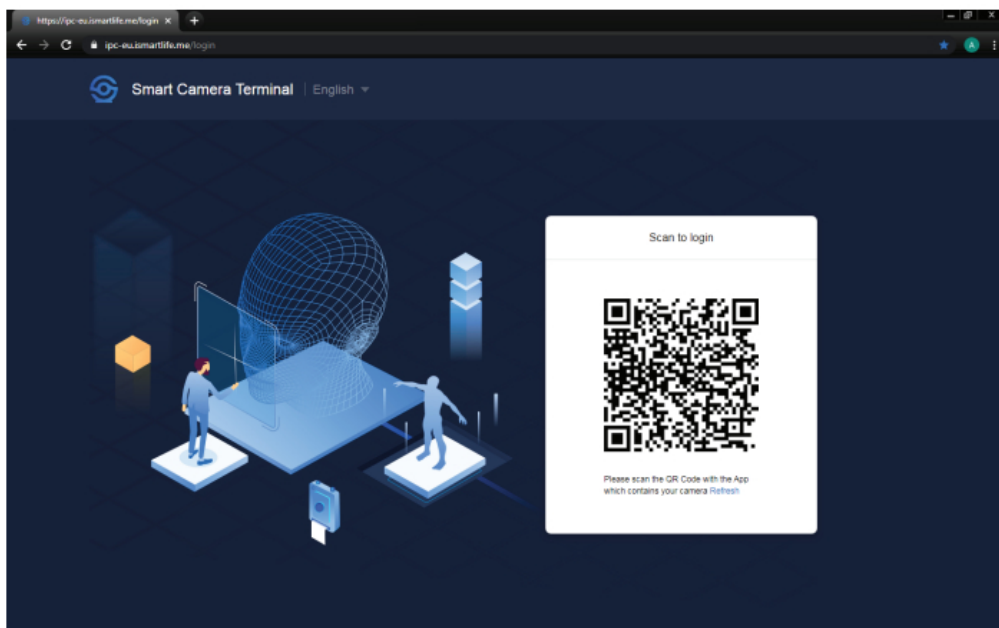 https://ipc-eu.ismartlife.me/login
ipc-eu.ismartlife.me/login
A
Smart Camera Terminal
English
Scan to login
Please scan the QR Code with the App
which contains your camera Refresh